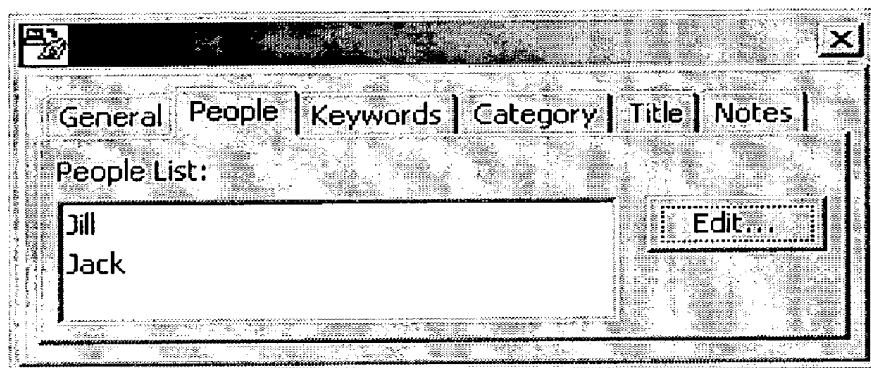 General People Keywords Category Title Notes
People List:
Jill
Edit...
Jack